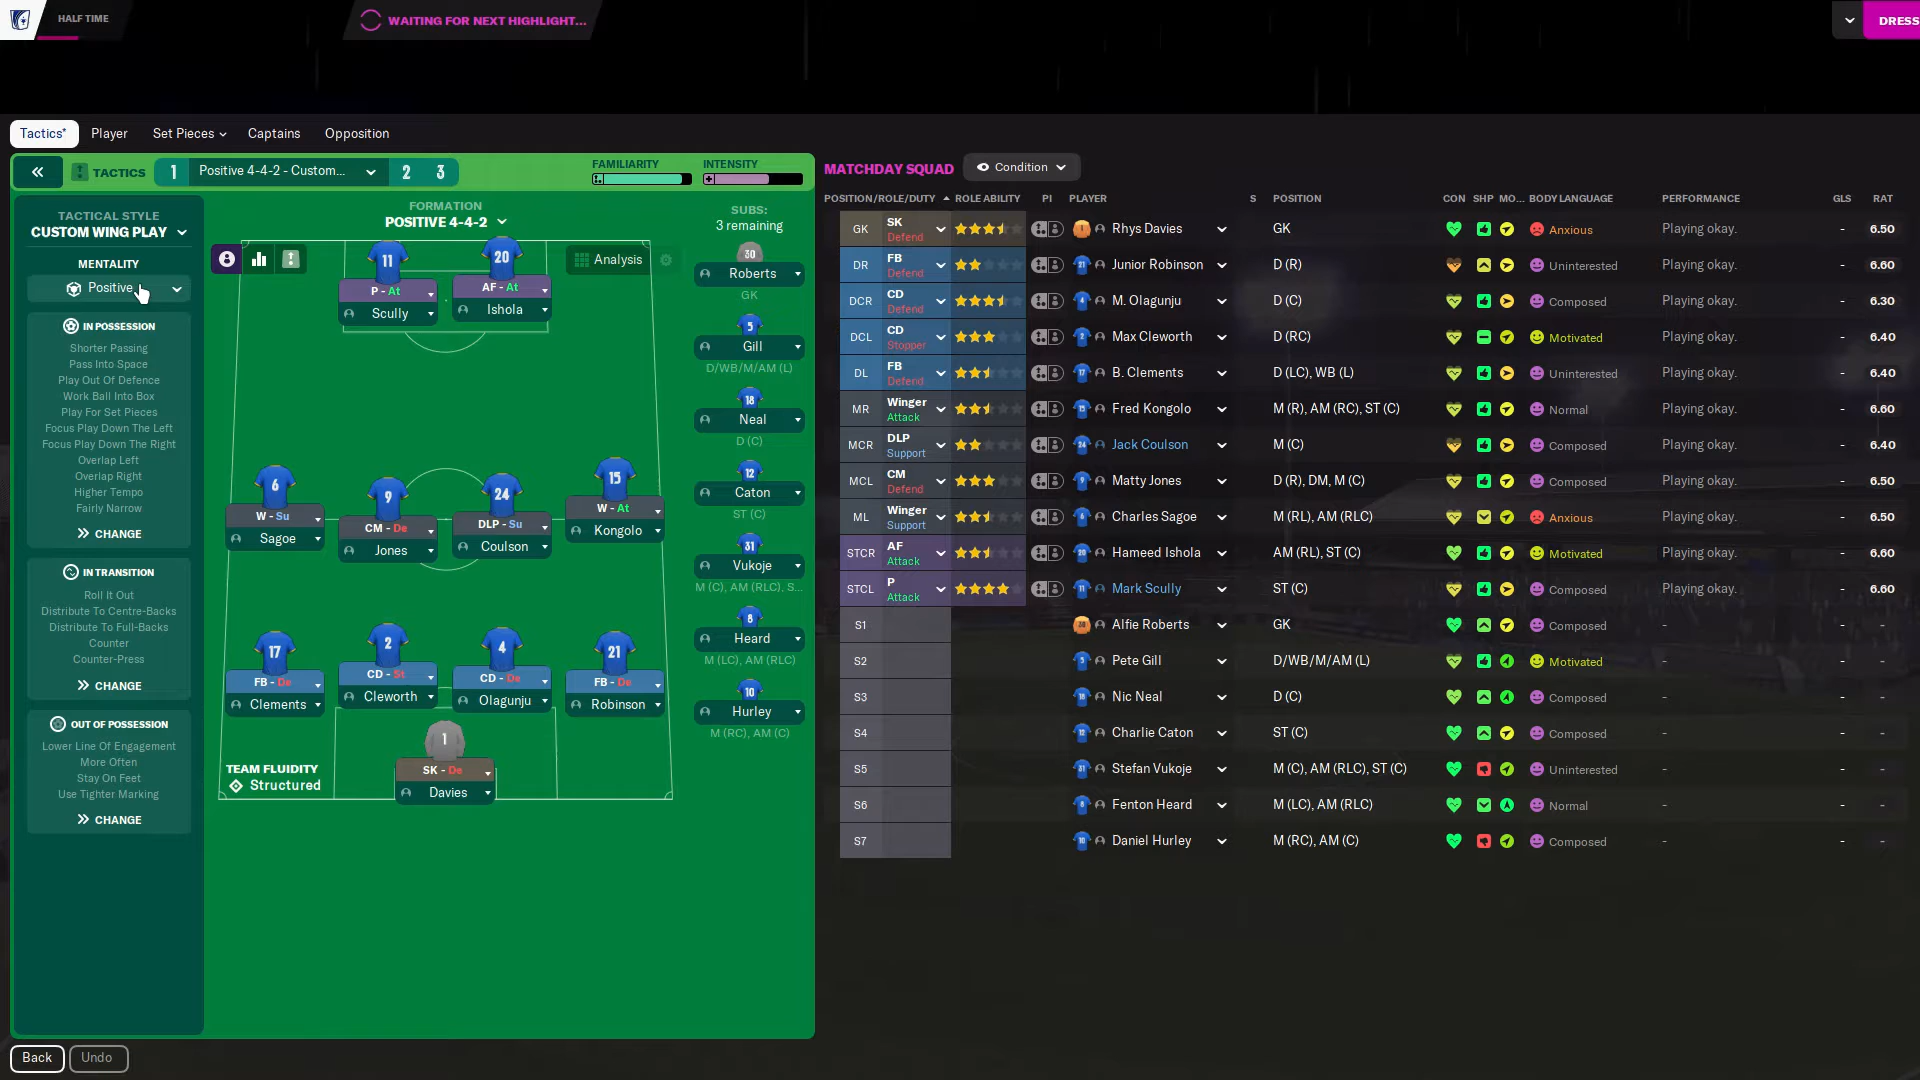 HALF TIME
WAITING FOR NEXT HIGHLIGHT...
DRESS
Tactics* Player Set Pieces Captains Opposition
TACTICS 1 Positive 4-4-2 - Custom... 2 3
FAMILIARITY INTENSITY
TACTICAL STYLE
CUSTOM WING PLAY
MENTALITY
Positive
IN POSSESSION
Shorter Passing
Pass Into Space
Play Out Of Defence
Work Ball Into Box
Play For Set Pieces
Focus Play Down The Left
Focus Play Down The Right
Overlap Left
Overlap Right
Higher Tempo
Fairly Narrow
CHANGE
IN TRANSITION
Roll It Out
Distribute To Centre-Backs
Distribute To Full-Backs
Counter
Counter-Press
CHANGE
OUT OF POSSESSION
Lower Line Of Engagement
More Often
Stay On Feet
Use Tighter Marking
CHANGE
FORMATION
POSITIVE 4-4-2
Analysis
11 20
P - At AF - At
Scully Ishola
6 9 24 15
W - Su CM - De DLP - Su W - At
Sagoe Jones Coulson Kongolo
17 2 4 21
FB - De CD - St CD - De FB - De
Clements Cleworth Olagunju Robinson
1
SK - De
Davies
TEAM FLUIDITY
Structured
SUBS:
3 remaining
30
Roberts
GK
5
Gill
D/WB/M/AM (L)
18
Neal
D (C)
12
Caton
ST (C)
31
Vukoje
M (C), AM (RLC), S...
8
Heard
M (LC), AM (RLC)
10
Hurley
M (RC), AM (C)
MATCHDAY SQUAD Condition
POSITION/ROLE/DUTY ROLE ABILITY PI PLAYER S POSITION CON SHP MO... BODY LANGUAGE PERFORMANCE GLS RAT
GK SK Defend Rhys Davies GK Anxious Playing okay. - 6.50
DR FB Defend Junior Robinson D (R) Uninterested Playing okay. - 6.60
DCR CD Defend M. Olagunju D (C) Composed Playing okay. - 6.30
DCL CD Stopper Max Cleworth D (RC) Motivated Playing okay. - 6.40
DL FB Defend B. Clements D (LC), WB (L) Uninterested Playing okay. - 6.40
MR Winger Attack Fred Kongolo M (R), AM (RC), ST (C) Normal Playing okay. - 6.60
MCR DLP Support Jack Coulson M (C) Composed Playing okay. - 6.40
MCL CM Defend Matty Jones D (R), DM, M (C) Composed Playing okay. - 6.50
ML Winger Support Charles Sagoe M (RL), AM (RLC) Anxious Playing okay. - 6.50
STCR AF Attack Hameed Ishola AM (RL), ST (C) Motivated Playing okay. - 6.60
STCL P Attack Mark Scully ST (C) Composed Playing okay. - 6.60
S1 Alfie Roberts GK Composed - - -
S2 Pete Gill D/WB/M/AM (L) Motivated - - -
S3 Nic Neal D (C) Composed - - -
S4 Charlie Caton ST (C) Composed - - -
S5 Stefan Vukoje M (C), AM (RLC), ST (C) Uninterested - - -
S6 Fenton Heard M (LC), AM (RLC) Normal - - -
S7 Daniel Hurley M (RC), AM (C) Composed - - -
Back Undo